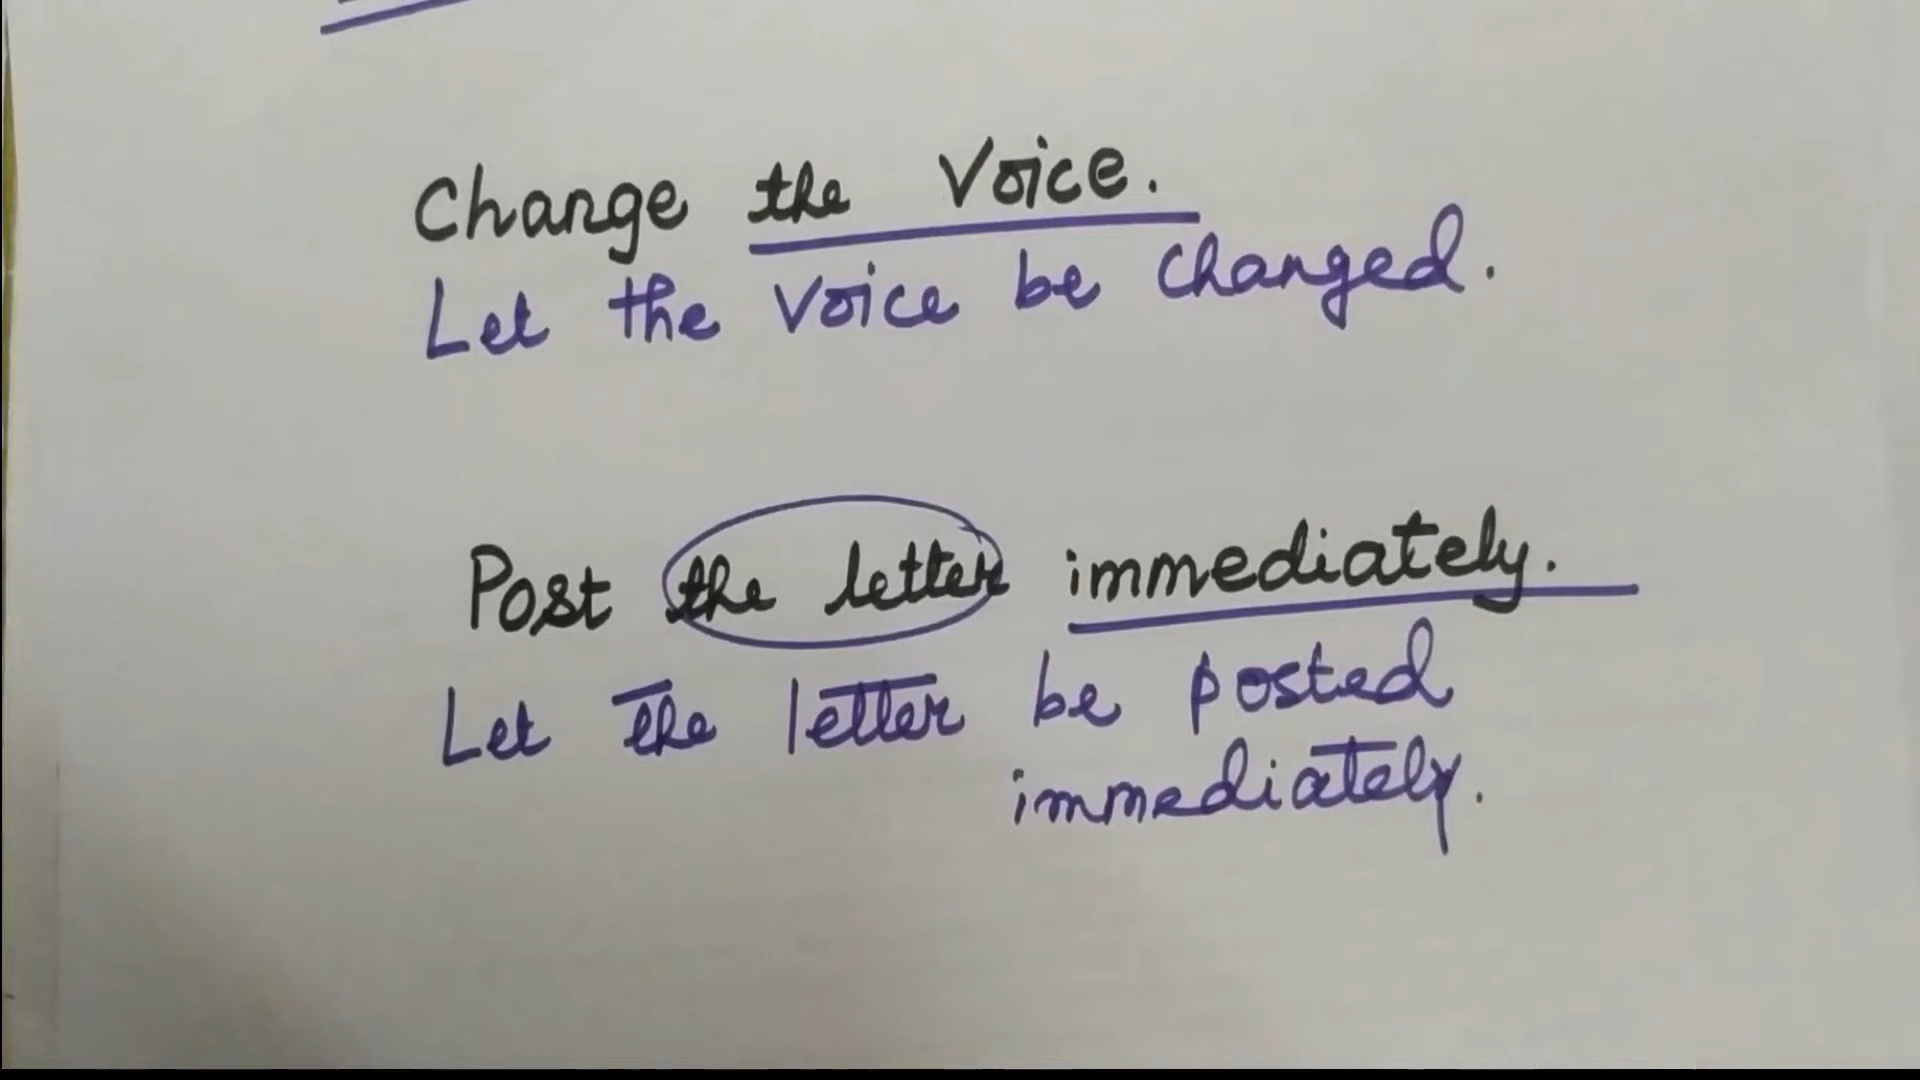 Change the Voice.
Let the Voice be Changed.
Post the letter immediately.
Let the letter be posted
immediately.